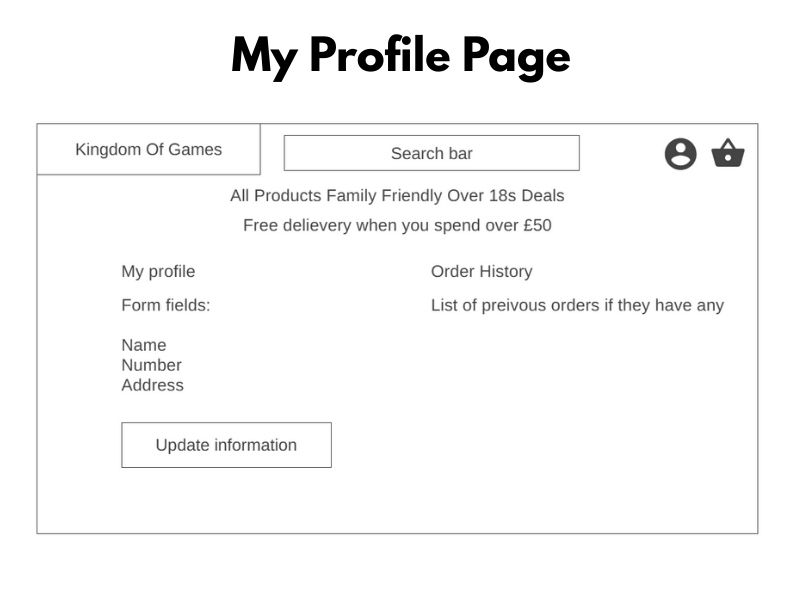 My Profile Page
Kingdom Of Games
Search bar
All Products Family Friendly Over 18s Deals
Free delievery when you spend over £50
My profile
Order History
Form fields:
List of preivous orders if they have any
Name
Number
Address
Update information